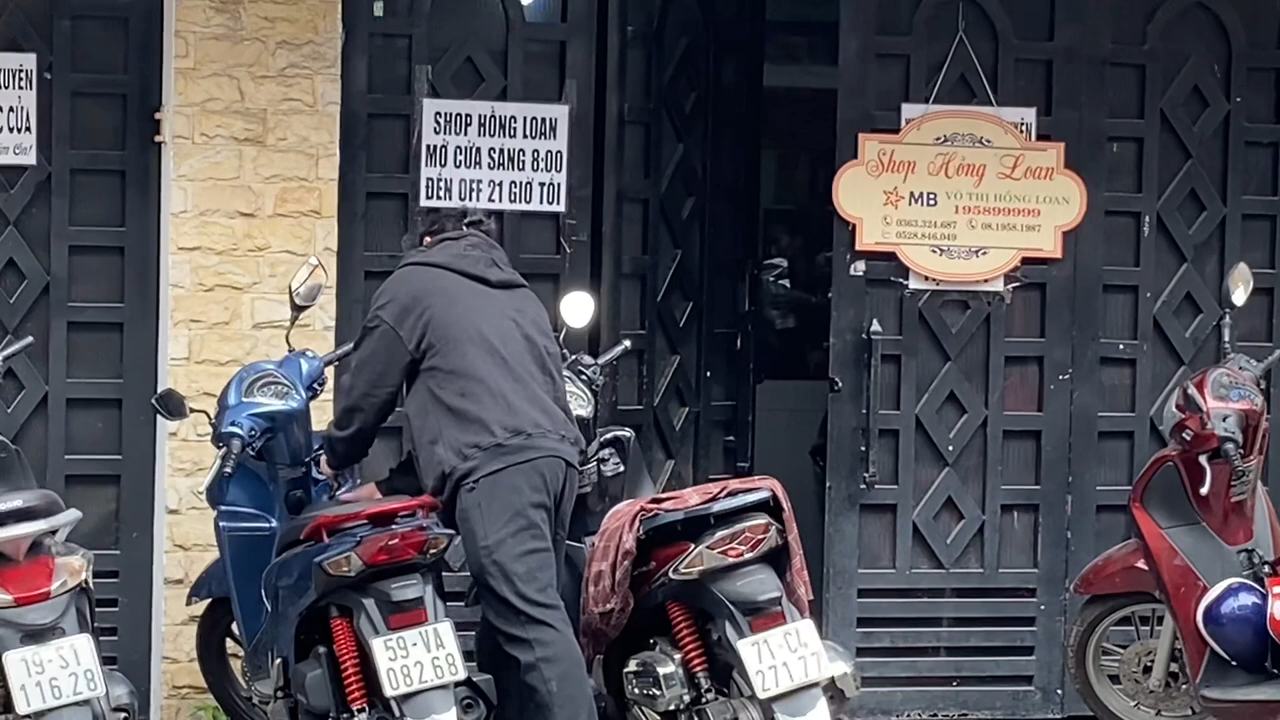 XUYÊN
C CỬA
ảm Ơn!
SHOP HỒNG LOAN
MỞ CỬA SÁNG 8:00
ĐẾN OFF 21 GIỜ TỐI
Shop Hồng Loan
MB VÕ THỊ HỒNG LOAN
195899999
0363.324.687 08.1958.1987
0528.846.049
19-S1
116.28
59-VA
082.68
71-C4
271.77